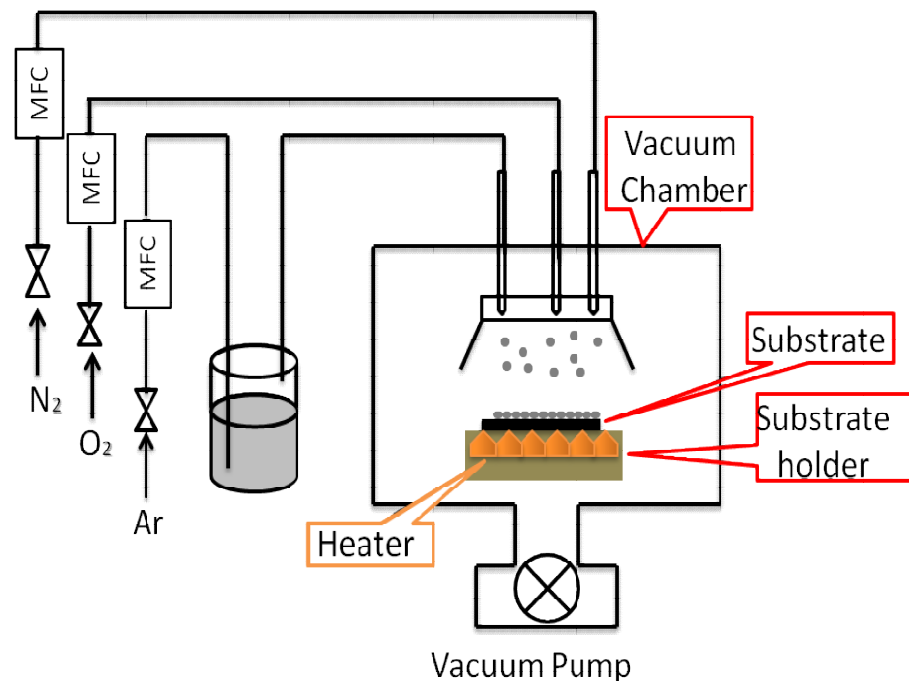 MFC
MFC
MFC
N₂
O₂
Ar
Vacuum
Chamber
Substrate
Substrate
holder
Heater
Vacuum Pump